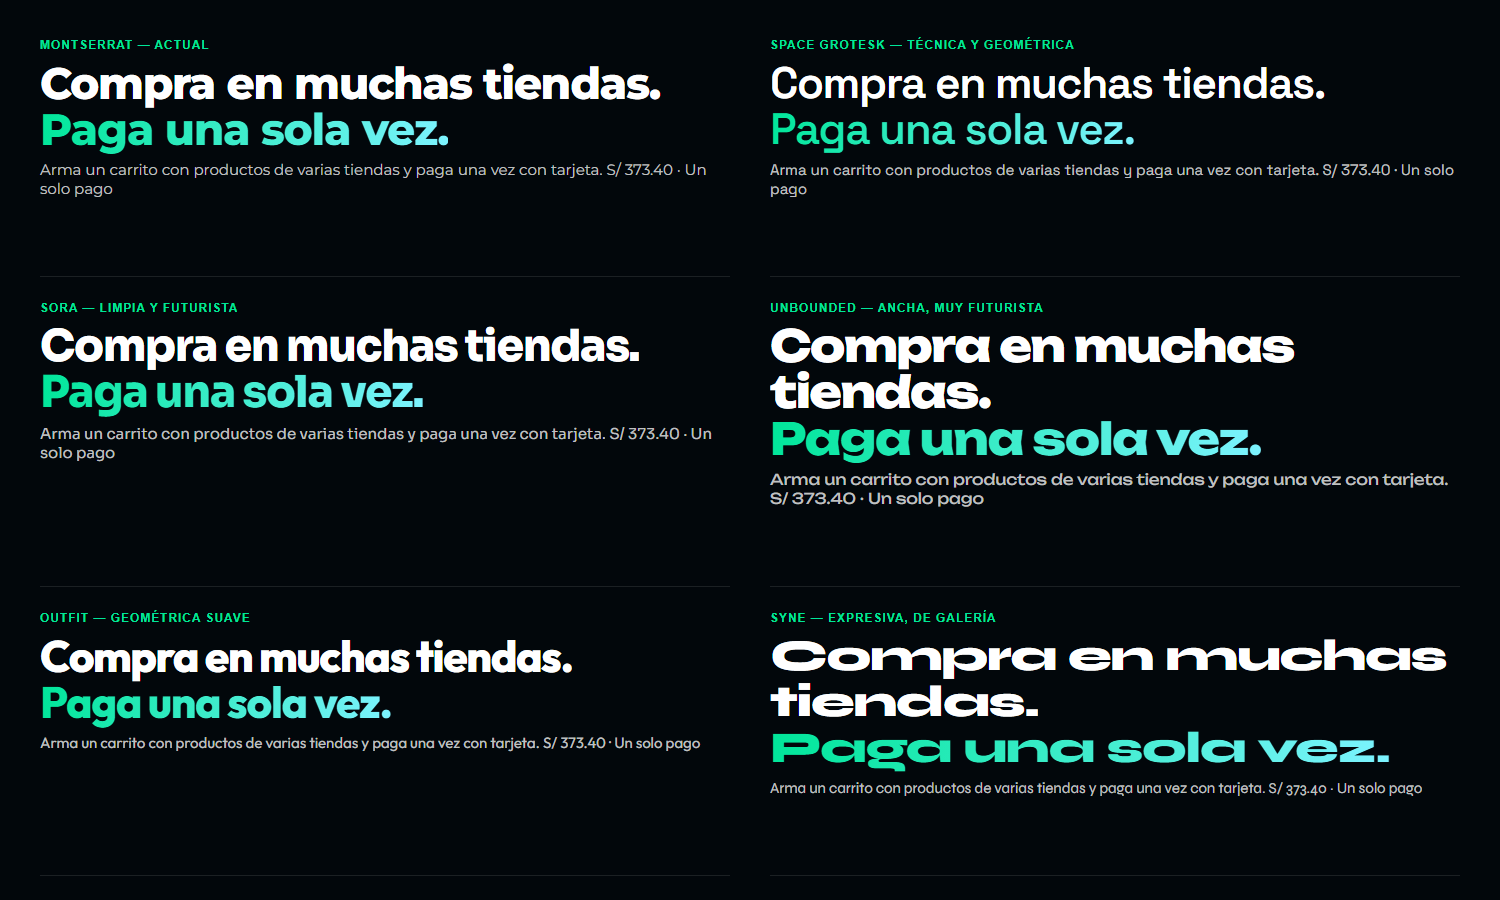 MONTSERRAT — ACTUAL
Compra en muchas tiendas.
Paga una sola vez.
Arma un carrito con productos de varias tiendas y paga una vez con tarjeta. S/ 373.40 · Un
solo pago
SPACE GROTESK — TÉCNICA Y GEOMÉTRICA
Compra en muchas tiendas.
Paga una sola vez.
Arma un carrito con productos de varias tiendas y paga una vez con tarjeta. S/ 373.40 · Un solo
pago
SORA — LIMPIA Y FUTURISTA
Compra en muchas tiendas.
Paga una sola vez.
Arma un carrito con productos de varias tiendas y paga una vez con tarjeta. S/ 373.40 · Un
solo pago
UNBOUNDED — ANCHA, MUY FUTURISTA
Compra en muchas
tiendas.
Paga una sola vez.
Arma un carrito con productos de varias tiendas y paga una vez con tarjeta.
S/ 373.40 · Un solo pago
OUTFIT — GEOMÉTRICA SUAVE
Compra en muchas tiendas.
Paga una sola vez.
Arma un carrito con productos de varias tiendas y paga una vez con tarjeta. S/ 373.40 · Un solo pago
SYNE — EXPRESIVA, DE GALERÍA
Compra en muchas
tiendas.
Paga una sola vez.
Arma un carrito con productos de varias tiendas y paga una vez con tarjeta. S/ 373.40 · Un solo pago